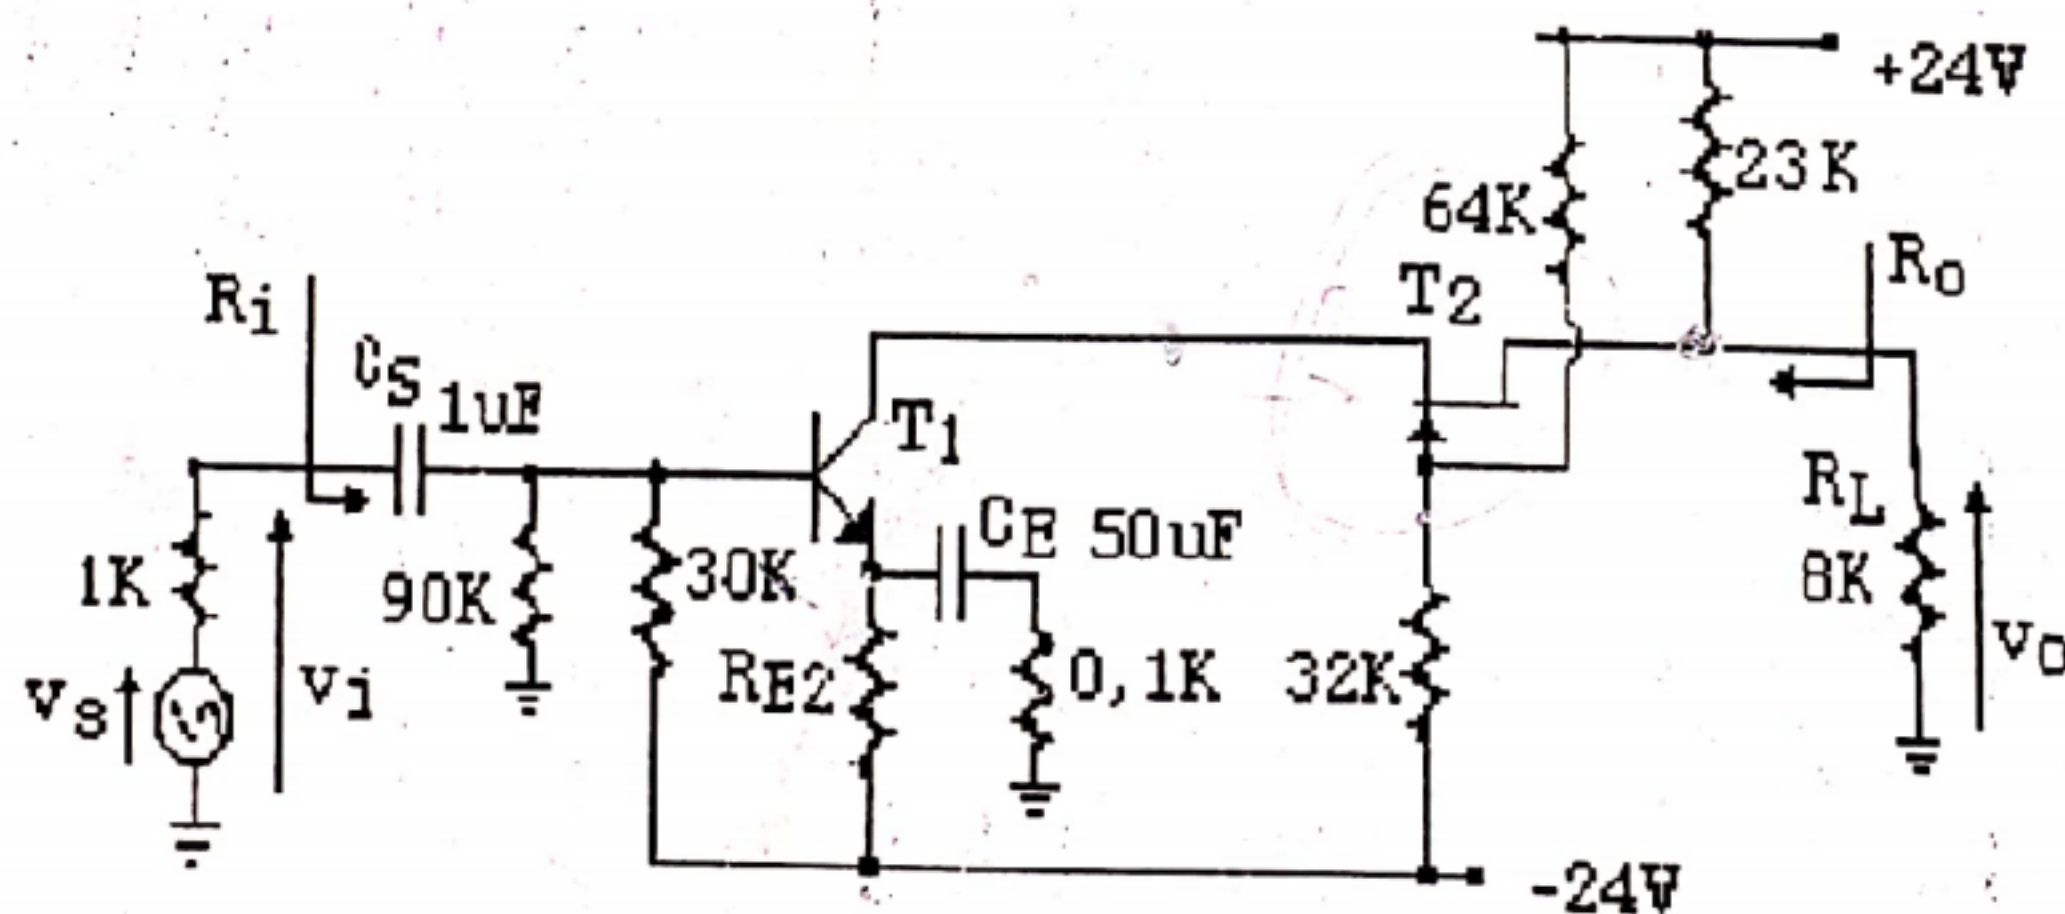 +24V
23K
64K
T2
Ro
Ri
CS 1uF
T1
CE 50uF
RL
8K
1K
90K
30K
RE2
0,1K
32K
vs
vi
vo
-24V